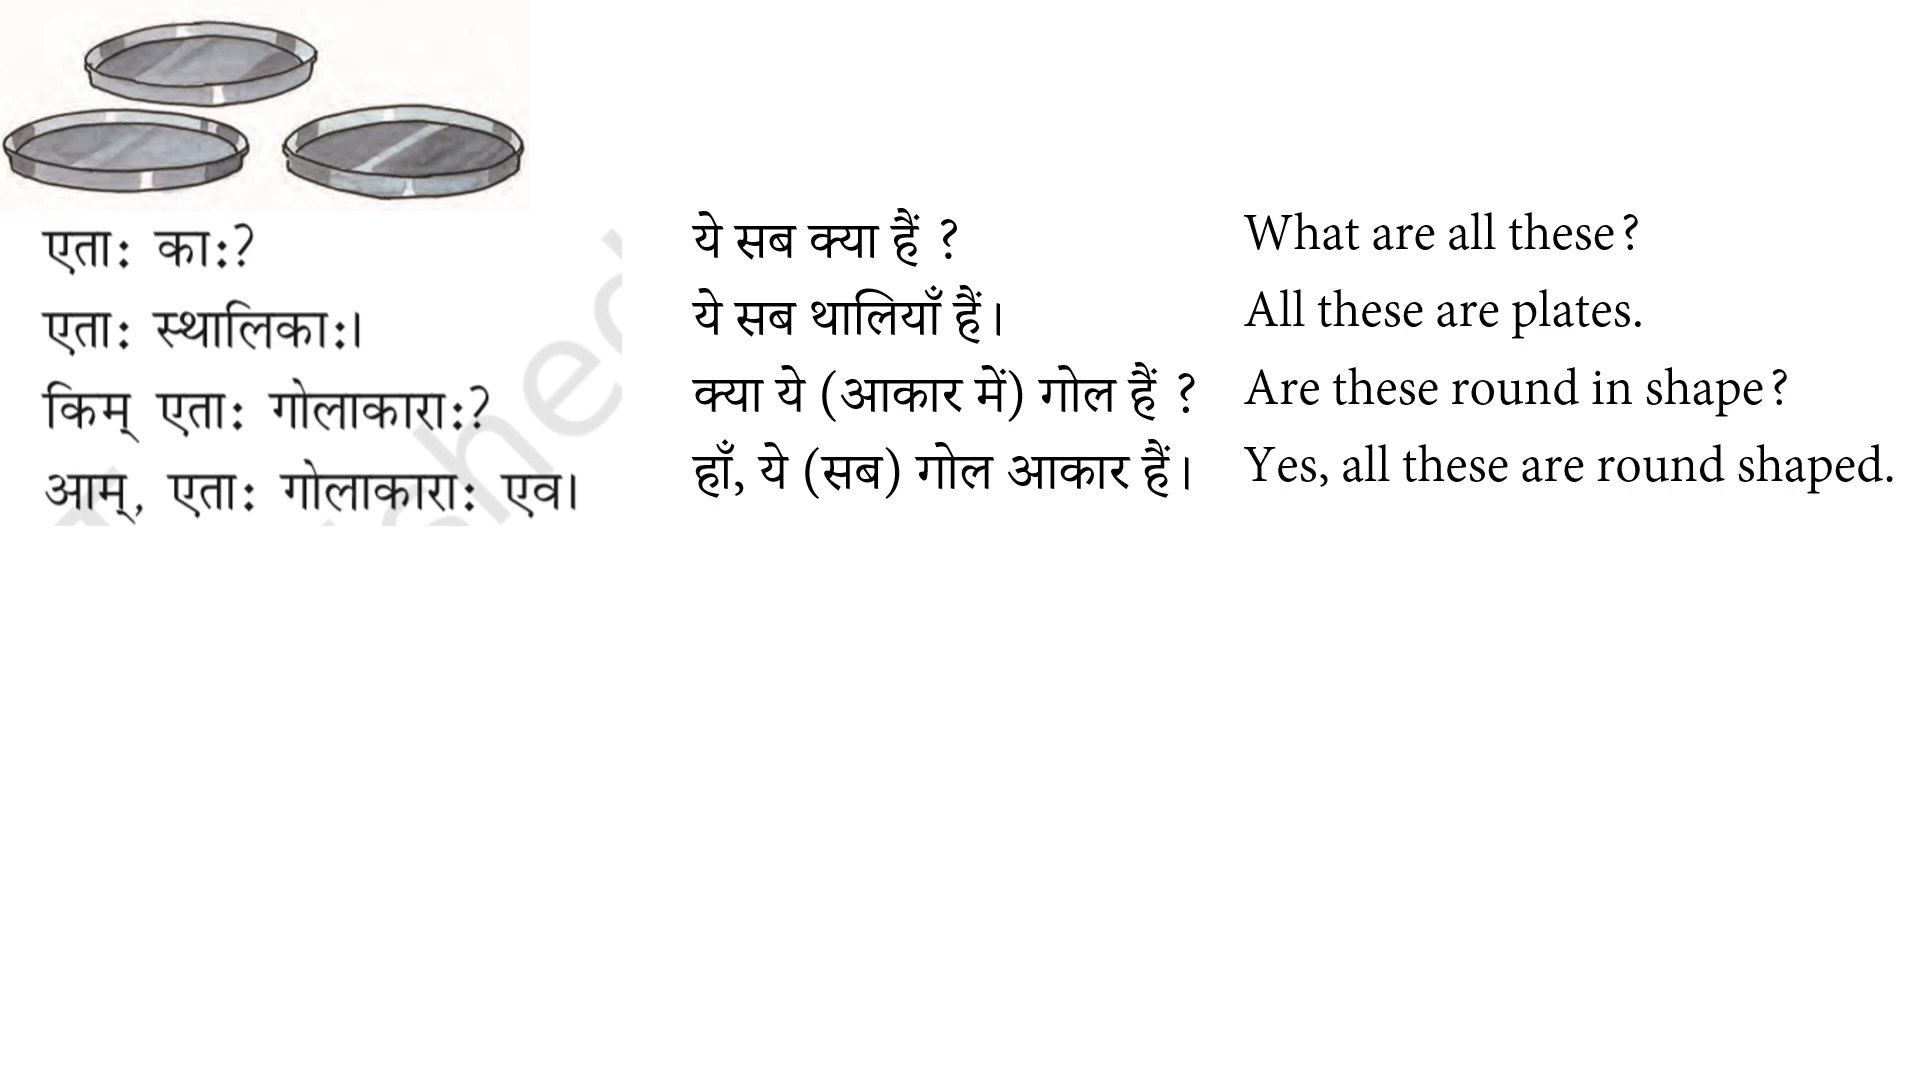 एताः काः?
एताः स्थालिकाः।
किम् एताः गोलाकाराः?
आम्, एताः गोलाकाराः एव।
ये सब क्या हैं ?
ये सब थालियाँ हैं।
क्या ये (आकार में) गोल हैं ?
हाँ, ये (सब) गोल आकार हैं।
What are all these?
All these are plates.
Are these round in shape?
Yes, all these are round shaped.